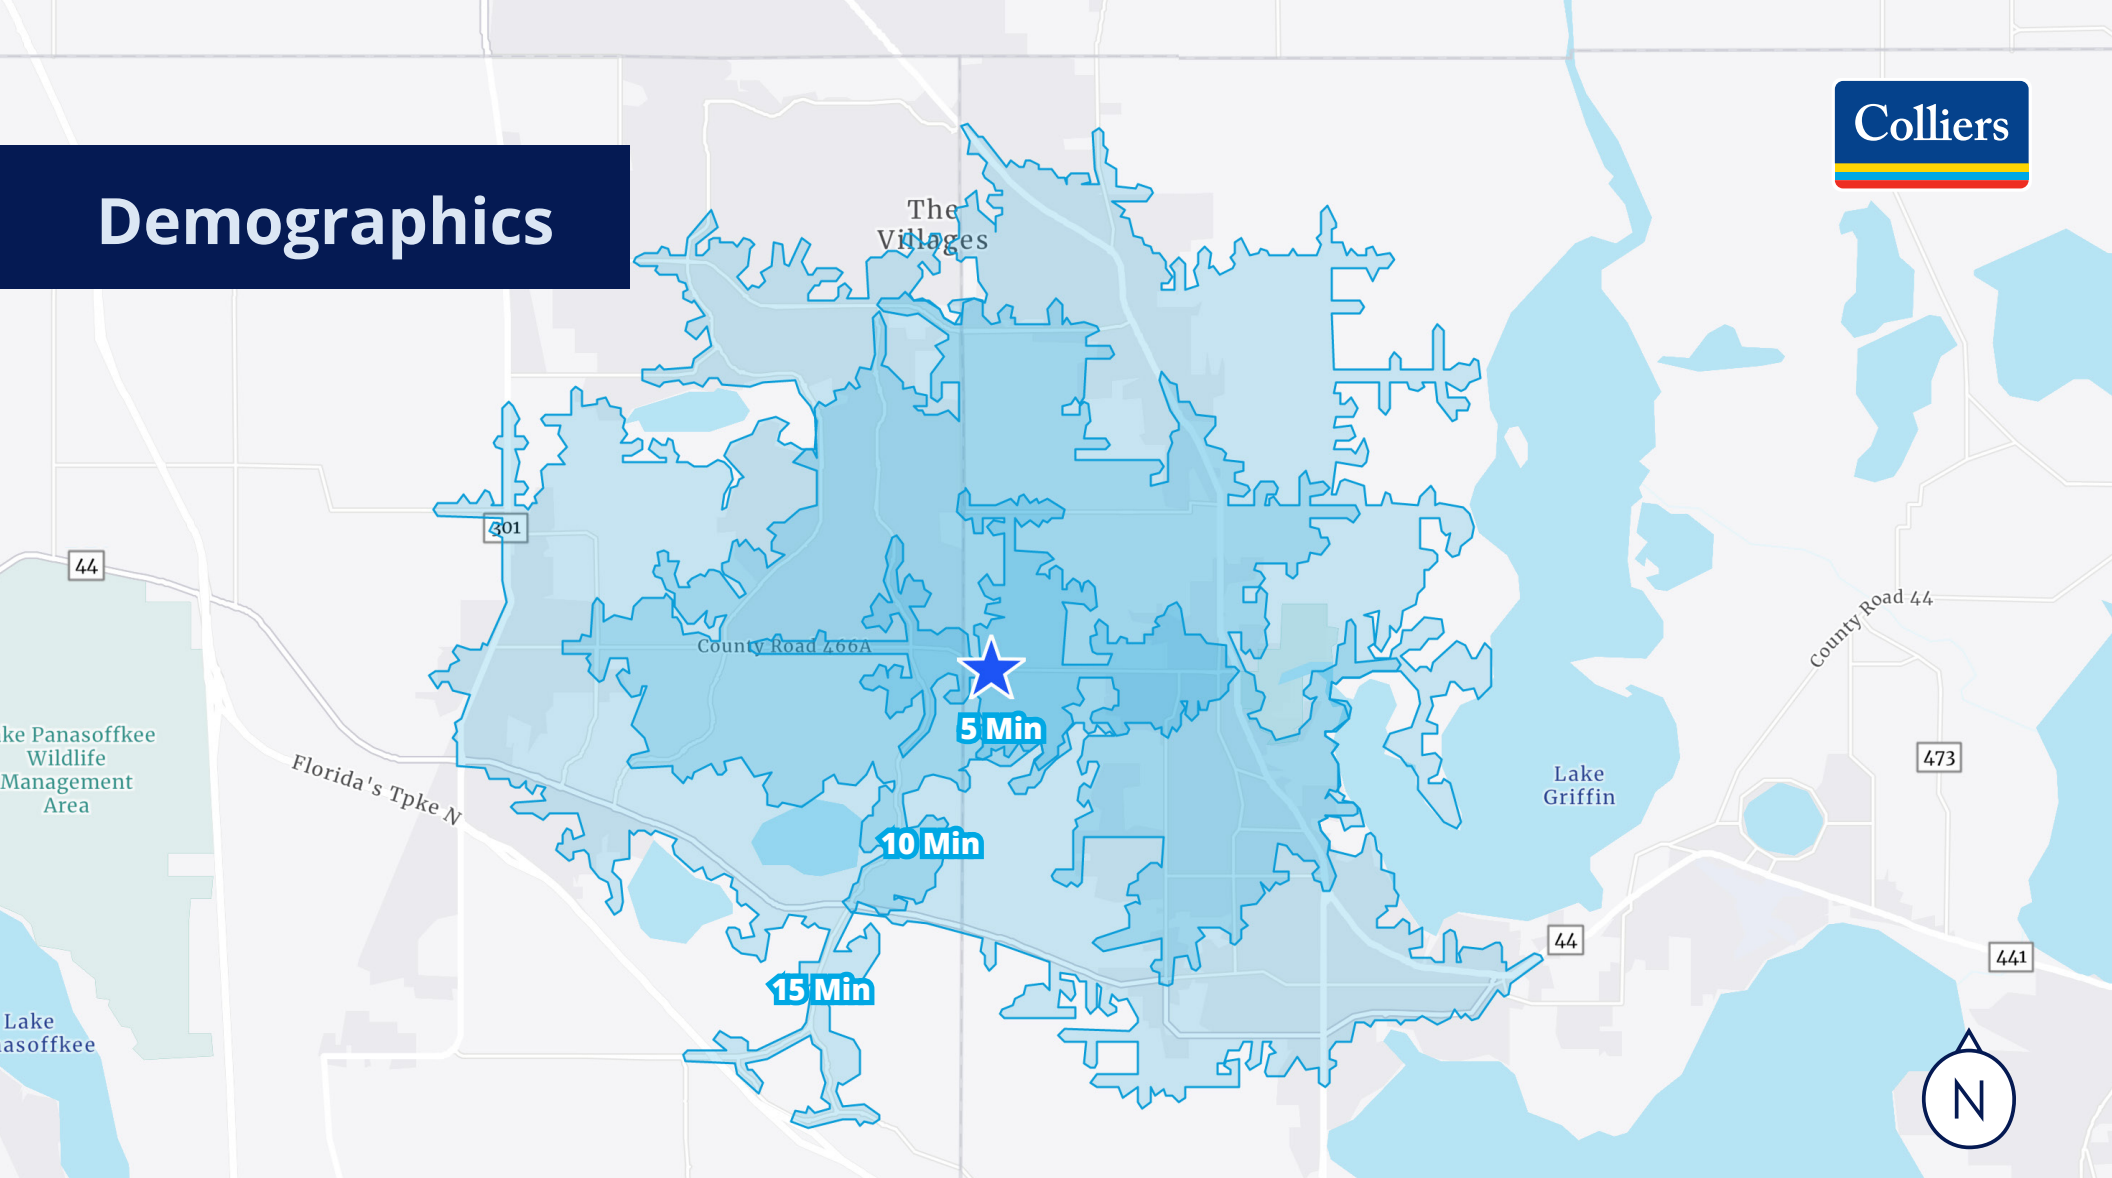 Demographics
Colliers
The
Villages
301
44
County Road 466A
County Road 44
ke Panasoffkee
Wildlife
Management
Area
Florida's Tpke N
5 Min
Lake
Griffin
473
10 Min
44
441
15 Min
Lake
nasoffkee
N